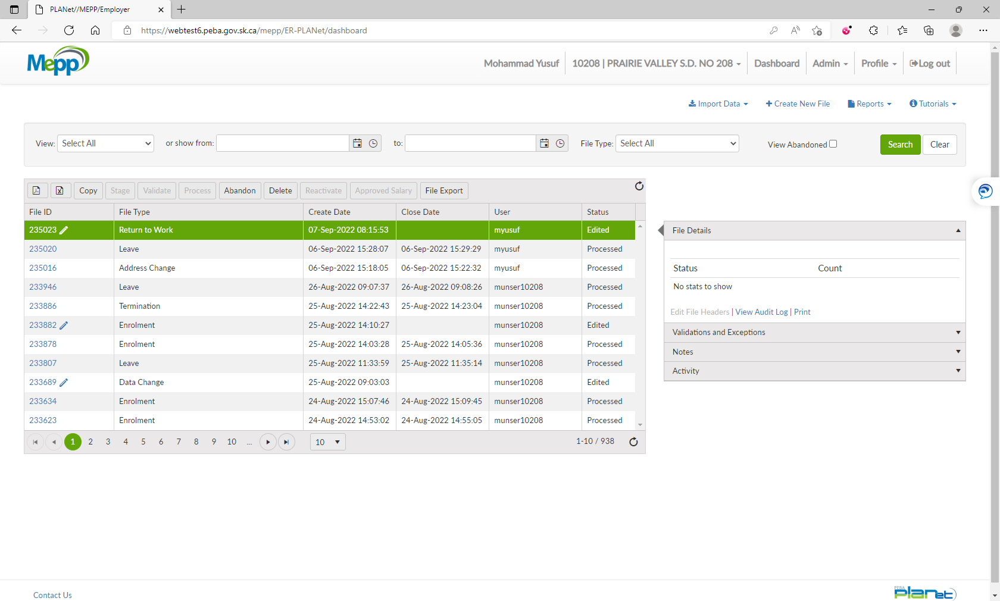 PLANet//MEPP/Employer
https://webtest6.peba.gov.sk.ca/mepp/ER-PLANet/dashboard
Mepp
Mohammad Yusuf
10208 | PRAIRIE VALLEY S.D. NO 208
Dashboard
Admin
Profile
Log out
Import Data
Create New File
Reports
Tutorials
View: Select All
or show from:
to:
File Type: Select All
View Abandoned
Search
Clear
Copy
Stage
Validate
Process
Abandon
Delete
Reactivate
Approved Salary
File Export
File ID File Type Create Date Close Date User Status
235023 Return to Work 07-Sep-2022 08:15:53 myusuf Edited
235020 Leave 06-Sep-2022 15:28:07 06-Sep-2022 15:29:29 myusuf Processed
235016 Address Change 06-Sep-2022 15:18:05 06-Sep-2022 15:22:32 myusuf Processed
233946 Leave 26-Aug-2022 09:07:37 26-Aug-2022 09:08:26 munser10208 Processed
233886 Termination 25-Aug-2022 14:22:43 25-Aug-2022 14:23:04 munser10208 Processed
233882 Enrolment 25-Aug-2022 14:10:27 munser10208 Edited
233878 Enrolment 25-Aug-2022 14:03:28 25-Aug-2022 14:05:36 munser10208 Processed
233807 Leave 25-Aug-2022 11:33:59 25-Aug-2022 11:35:14 munser10208 Processed
233689 Data Change 25-Aug-2022 09:03:03 munser10208 Edited
233634 Enrolment 24-Aug-2022 15:07:46 24-Aug-2022 15:09:45 munser10208 Processed
233623 Enrolment 24-Aug-2022 14:53:02 24-Aug-2022 14:55:05 munser10208 Processed
1 2 3 4 5 6 7 8 9 10 ... 10 1-10 / 938
File Details
Status Count
No stats to show
Edit File Headers | View Audit Log | Print
Validations and Exceptions
Notes
Activity
Contact Us
PEBA
planet